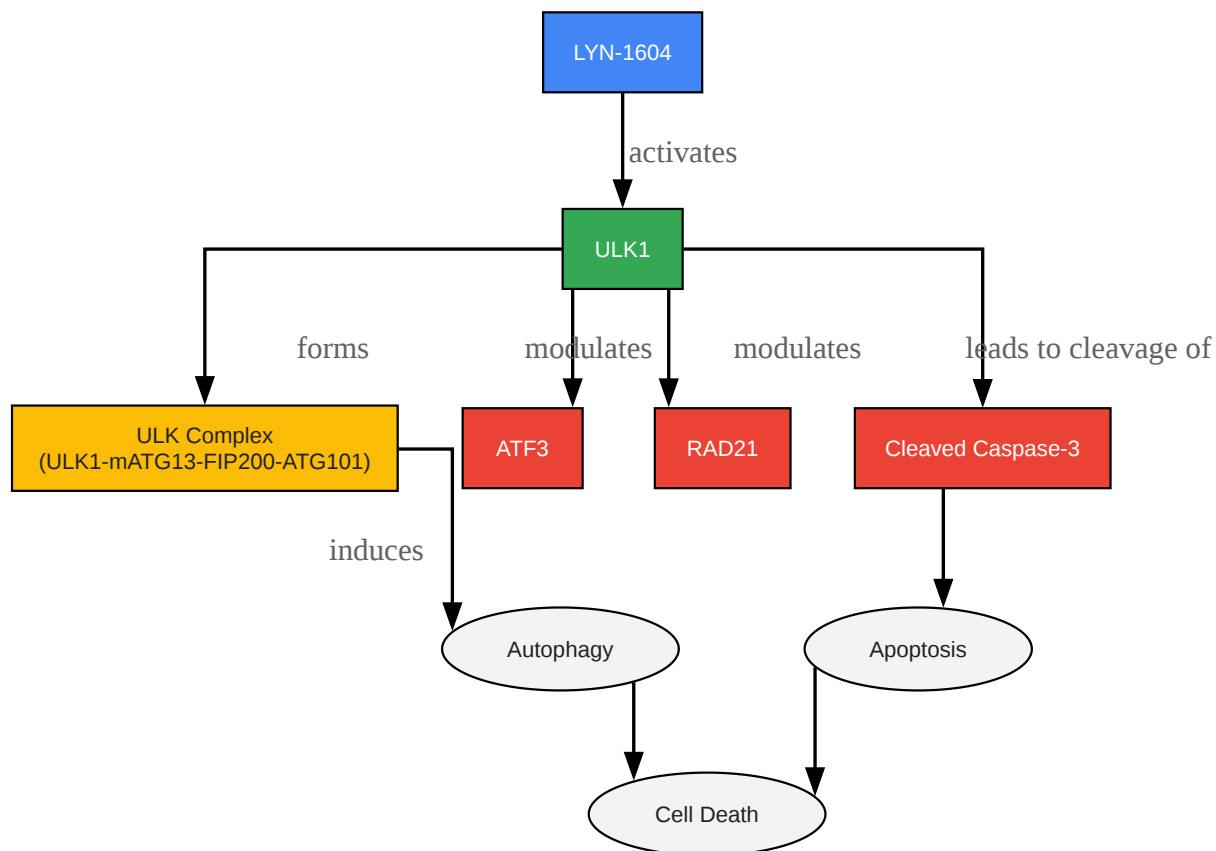 LYN-1604
activates
ULK1
forms
modulates
modulates
leads to cleavage of
ULK Complex
(ULK1-mATG13-FIP200-ATG101)
ATF3
RAD21
Cleaved Caspase-3
induces
Autophagy
Apoptosis
Cell Death